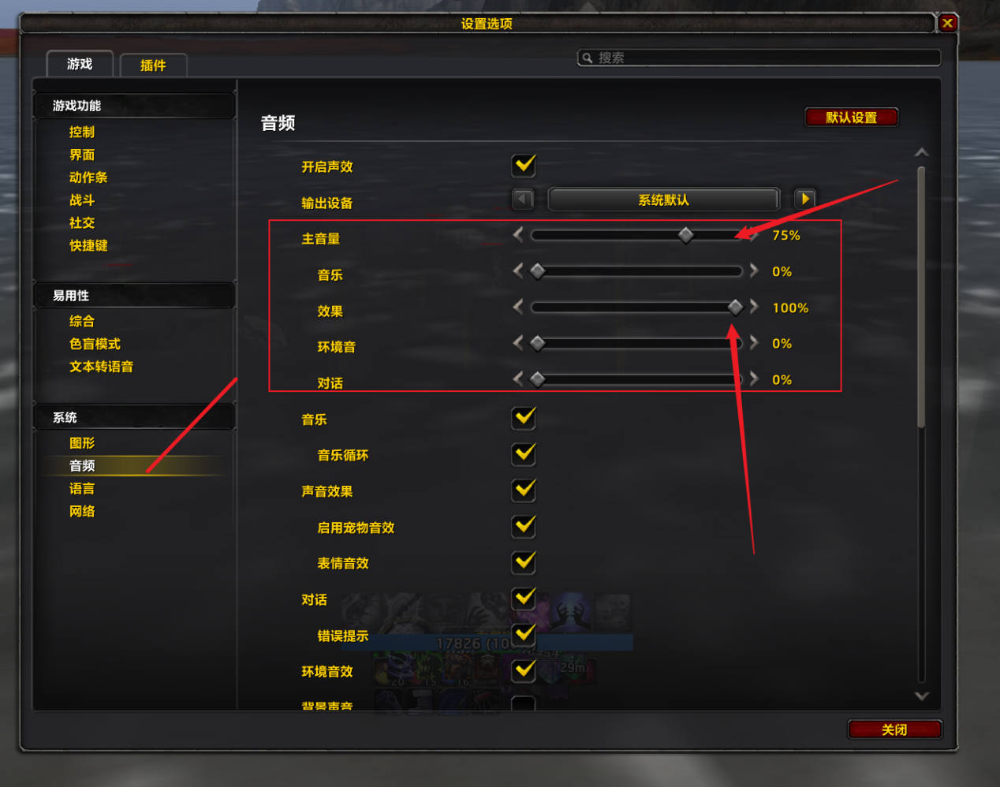 设置选项
游戏
插件
搜索
游戏功能
控制
界面
动作条
战斗
社交
快捷键
易用性
综合
色盲模式
文本转语音
系统
图形
音频
语言
网络
音频
默认设置
开启声效
输出设备
系统默认
主音量
75%
音乐
0%
效果
100%
环境音
0%
对话
0%
音乐
音乐循环
声音效果
启用宠物音效
表情音效
对话
错误提示
17826 (10
环境音效
29m
20
15
16
背景声音
关闭